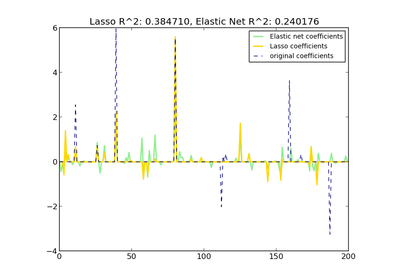 Lasso R^2: 0.384710, Elastic Net R^2: 0.240176
6
4
2
0
−2
−4
0
50
100
150
200
Elastic net coefficients
Lasso coefficients
original coefficients